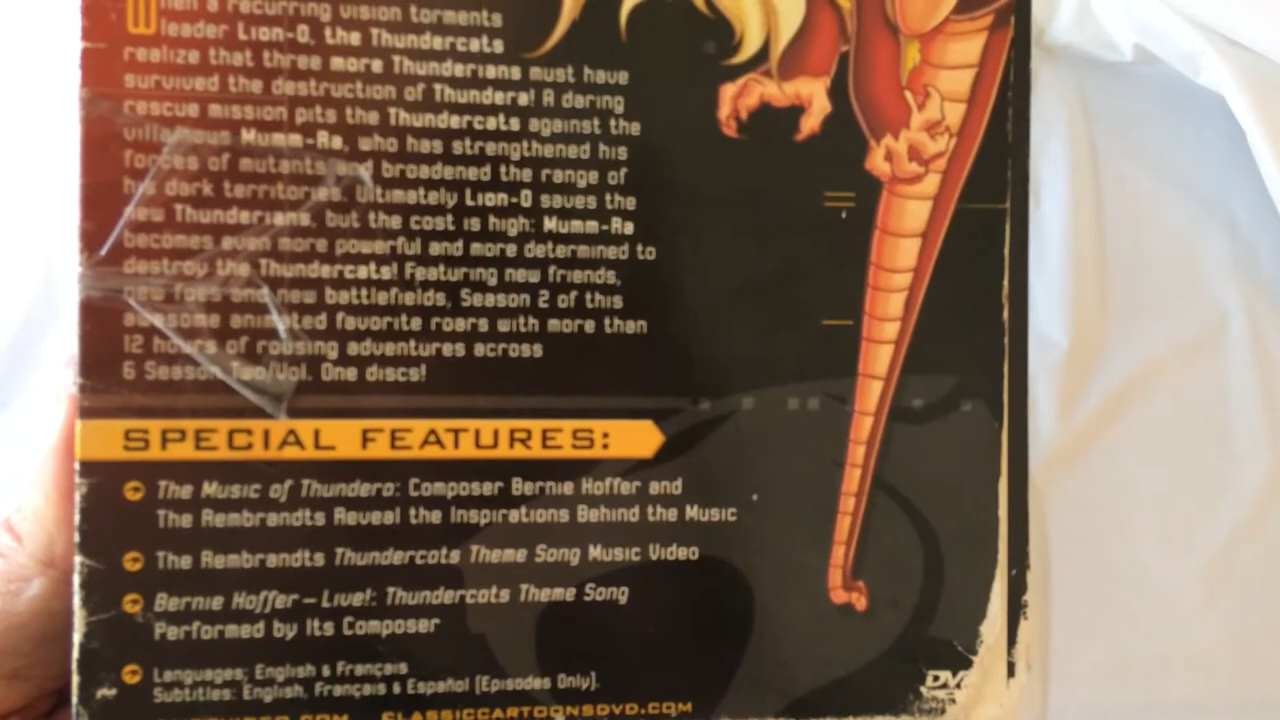 When a recurring vision torments
leader Lion-O, the Thundercats
realize that three more Thunderians must have
survived the destruction of Thundera! A daring
rescue mission pits the Thundercats against the
villainous Mumm-Ra, who has strengthened his
forces of mutants and broadened the range of
his dark territories. Ultimately Lion-O saves the
new Thunderians, but the cost is high: Mumm-Ra
becomes even more powerful and more determined to
destroy the Thundercats! Featuring new friends,
new foes and new battlefields, Season 2 of this
awesome animated favorite roars with more than
12 hours of rousing adventures across
6 Season Two/Vol. One discs!
SPECIAL FEATURES:
The Music of Thundera: Composer Bernie Hoffer and
The Rembrandts Reveal the Inspirations Behind the Music
The Rembrandts Thundercats Theme Song Music Video
Bernie Hoffer – Live!: Thundercats Theme Song
Performed by Its Composer
Languages: English & Français
Subtitles: English, Français & Español (Episodes Only).
CLASSICCARTOONSDVD.COM
DVD